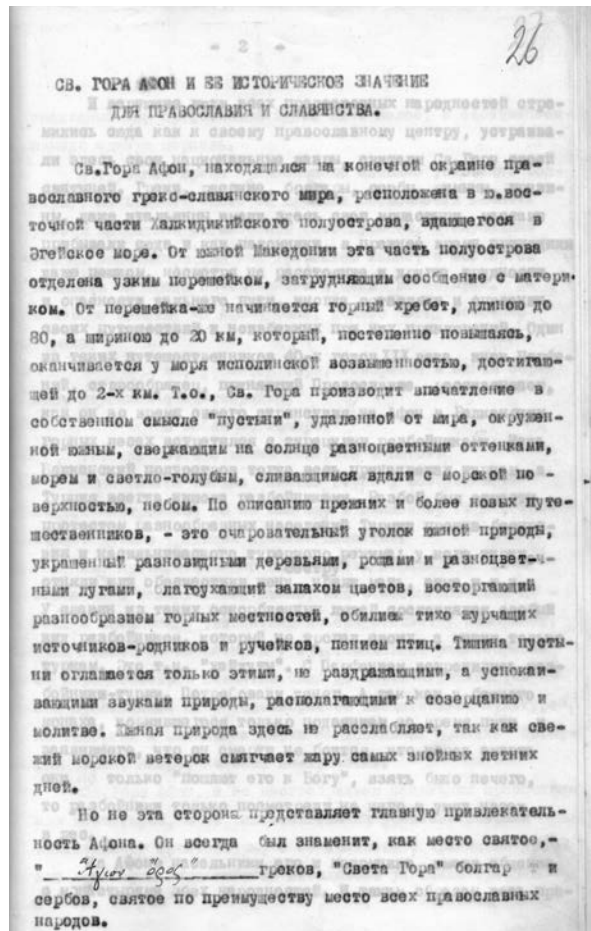 26
СВ. ГОРА АФОН И ЕЕ ИСТОРИЧЕСКОЕ ЗНАЧЕНИЕ
ДЛЯ ПРАВОСЛАВИЯ И СЛАВЯНСТВА.
Св.Гора Афон, находящаяся на конечной окраине пра-
вославного греко-славянского мира, расположена в ю.вос-
точной части Халкидикийского полуострова, вдающегося в
Эгейское море. От южной Македонии эта часть полуострова
отделена узким перешейком, затрудняющим сообщение с матери-
ком. От перешейка-же начинается горный хребет, длиною до
80, а шириною до 20 км, который, постепенно повышаясь,
оканчивается у моря исполинской возвышенностью, достигаю-
щей до 2-х км. Т.о., Св. Гора производит впечатление в
собственном смысле "пустыни", удаленной от мира, окружен-
ной южным, сверкающим на солнце разноцветными оттенками,
морем и светло-голубым, сливающимся вдали с морской по -
верхностью, небом. По описанию прежних и более новых путе-
шественников, - это очаровательный уголок южной природы,
украшенный разновидными деревьями, рощами и разноцвет-
ными лугами, благоухающий запахом цветов, восторгающий
разнообразием горных местностей, обилием тихо журчащих
источников-родников и ручейков, пением птиц. Тишина пусты-
ни оглашается только этими, не раздражающими, а успокаи-
вающими звуками природы, располагающими к созерцанию и
молитве. Южная природа здесь не расслабляет, так как све-
жий морской ветерок смягчает жару самых знойных летних
дней.
Но не эта сторона представляет главную привлекатель-
ность Афона. Он всегда был знаменит, как место святое,-
" Ἅγιον ὄρος " греков, "Света Гора" болгар и
сербов, святое по преимуществу место всех православных
народов.